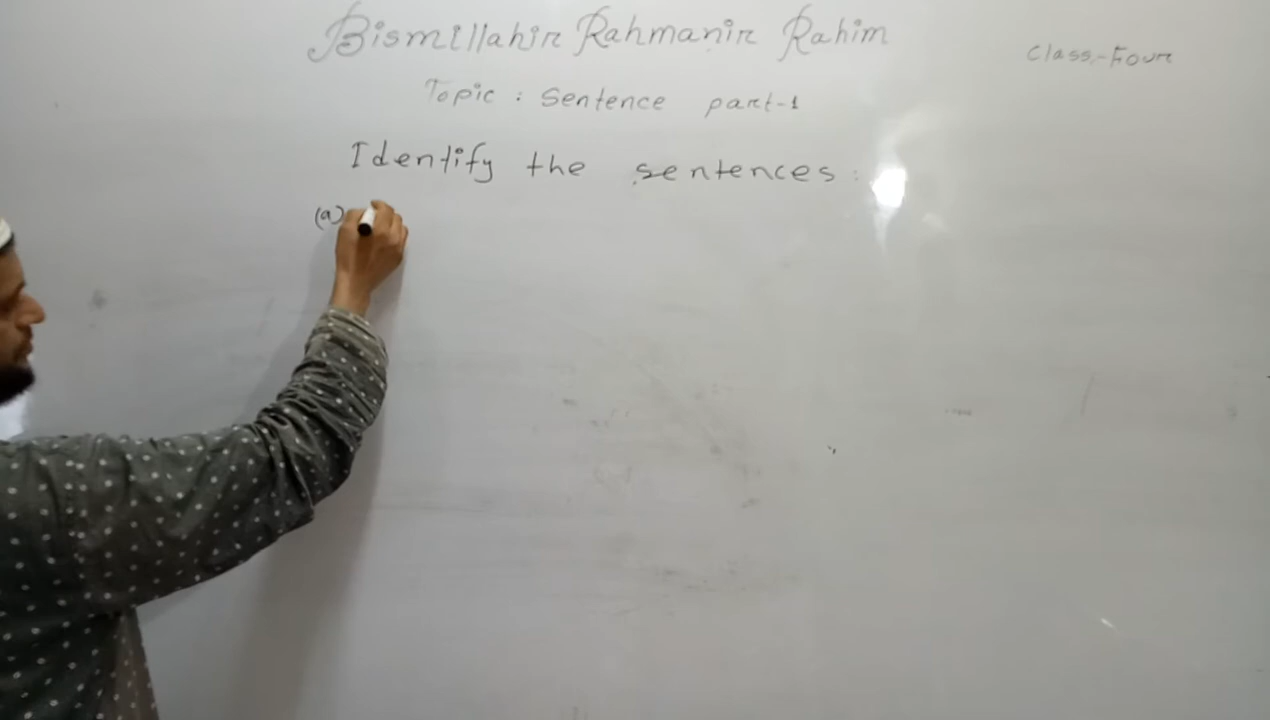 Bismillahir Rahmanir Rahim
Class-Four
Topic : Sentence part-1
Identify the sentences :
(a)